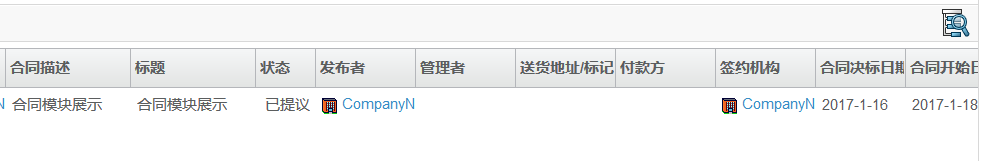 合同描述 标题 状态 发布者 管理者 送货地址/标记 付款方 签约机构 合同决标日期 合同开始日
合同模块展示 合同模块展示 已提议 CompanyN CompanyN 2017-1-16 2017-1-18